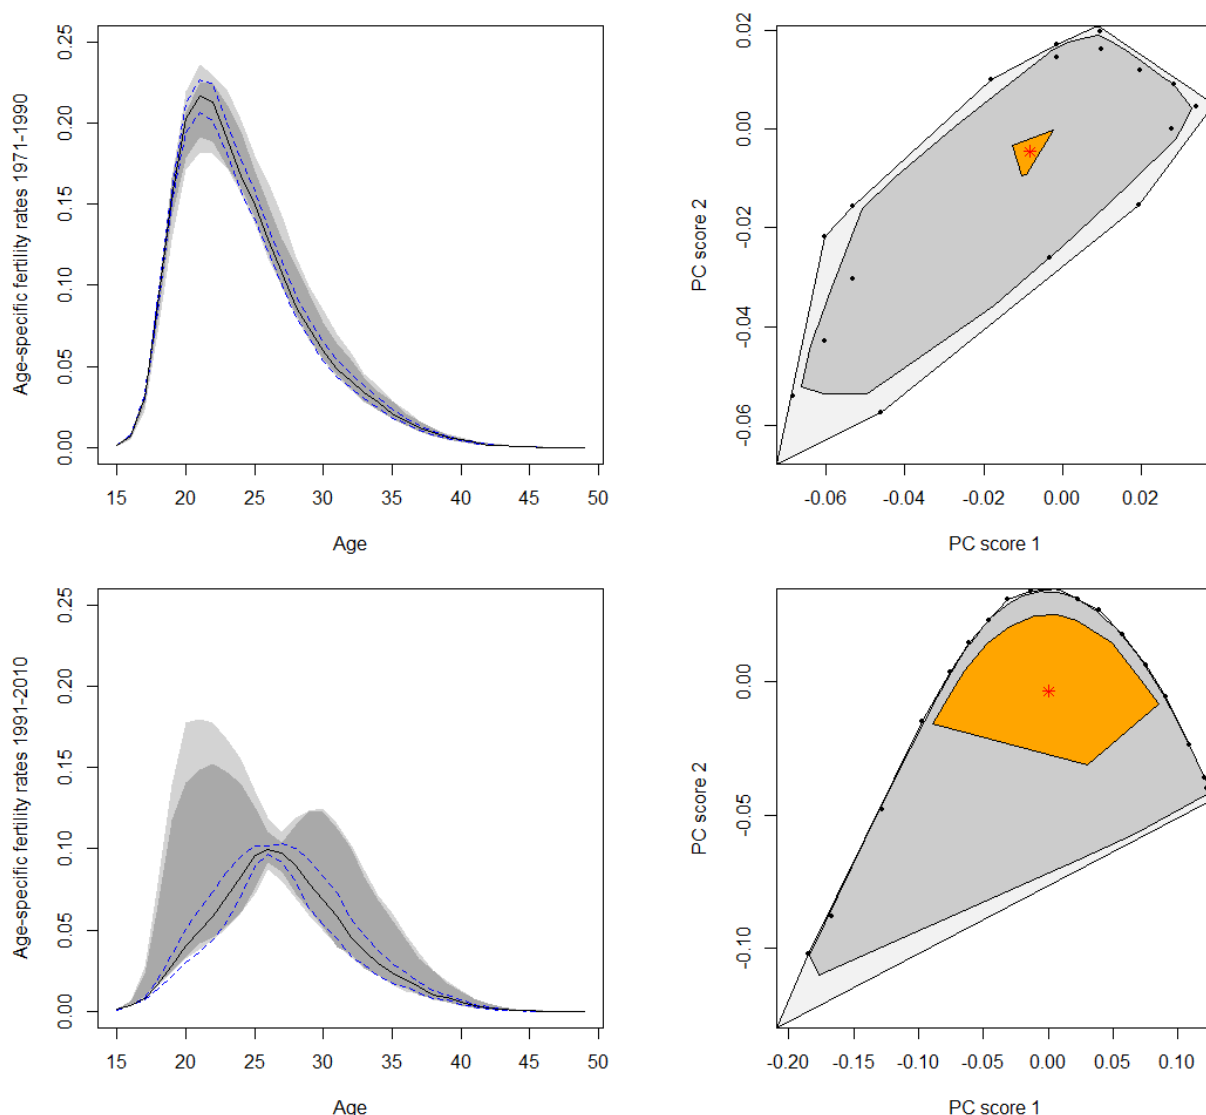 Age-specific fertility rates 1971-1990
0.25
0.20
0.15
0.10
0.05
0.00
15 20 25 30 35 40 45 50
Age
PC score 2
0.02
0.00
-0.02
-0.04
-0.06
-0.06 -0.04 -0.02 0.00 0.02
PC score 1
Age-specific fertility rates 1991-2010
0.25
0.20
0.15
0.10
0.05
0.00
15 20 25 30 35 40 45 50
Age
PC score 2
0.00
-0.05
-0.10
-0.20 -0.15 -0.10 -0.05 0.00 0.05 0.10
PC score 1